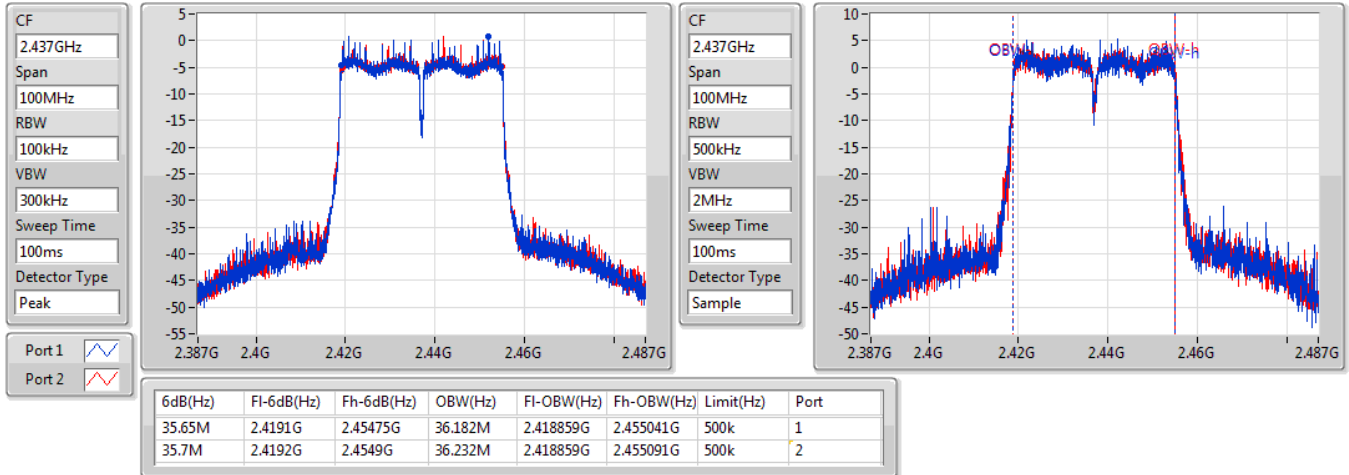 CF
2.437GHz
Span
100MHz
RBW
100kHz
VBW
300kHz
Sweep Time
100ms
Detector Type
Peak
Port 1
Port 2
5
0
-5
-10
-15
-20
-25
-30
-35
-40
-45
-50
-55
2.387G 2.4G 2.42G 2.44G 2.46G 2.487G
CF
2.437GHz
Span
100MHz
RBW
500kHz
VBW
2MHz
Sweep Time
100ms
Detector Type
Sample
10
5
0
-5
-10
-15
-20
-25
-30
-35
-40
-45
-50
2.387G 2.4G 2.42G 2.44G 2.46G 2.487G
6dB(Hz) Fl-6dB(Hz) Fh-6dB(Hz) OBW(Hz) Fl-OBW(Hz) Fh-OBW(Hz) Limit(Hz) Port
35.65M 2.4191G 2.45475G 36.182M 2.418859G 2.455041G 500k 1
35.7M 2.4192G 2.4549G 36.232M 2.418859G 2.455091G 500k 2